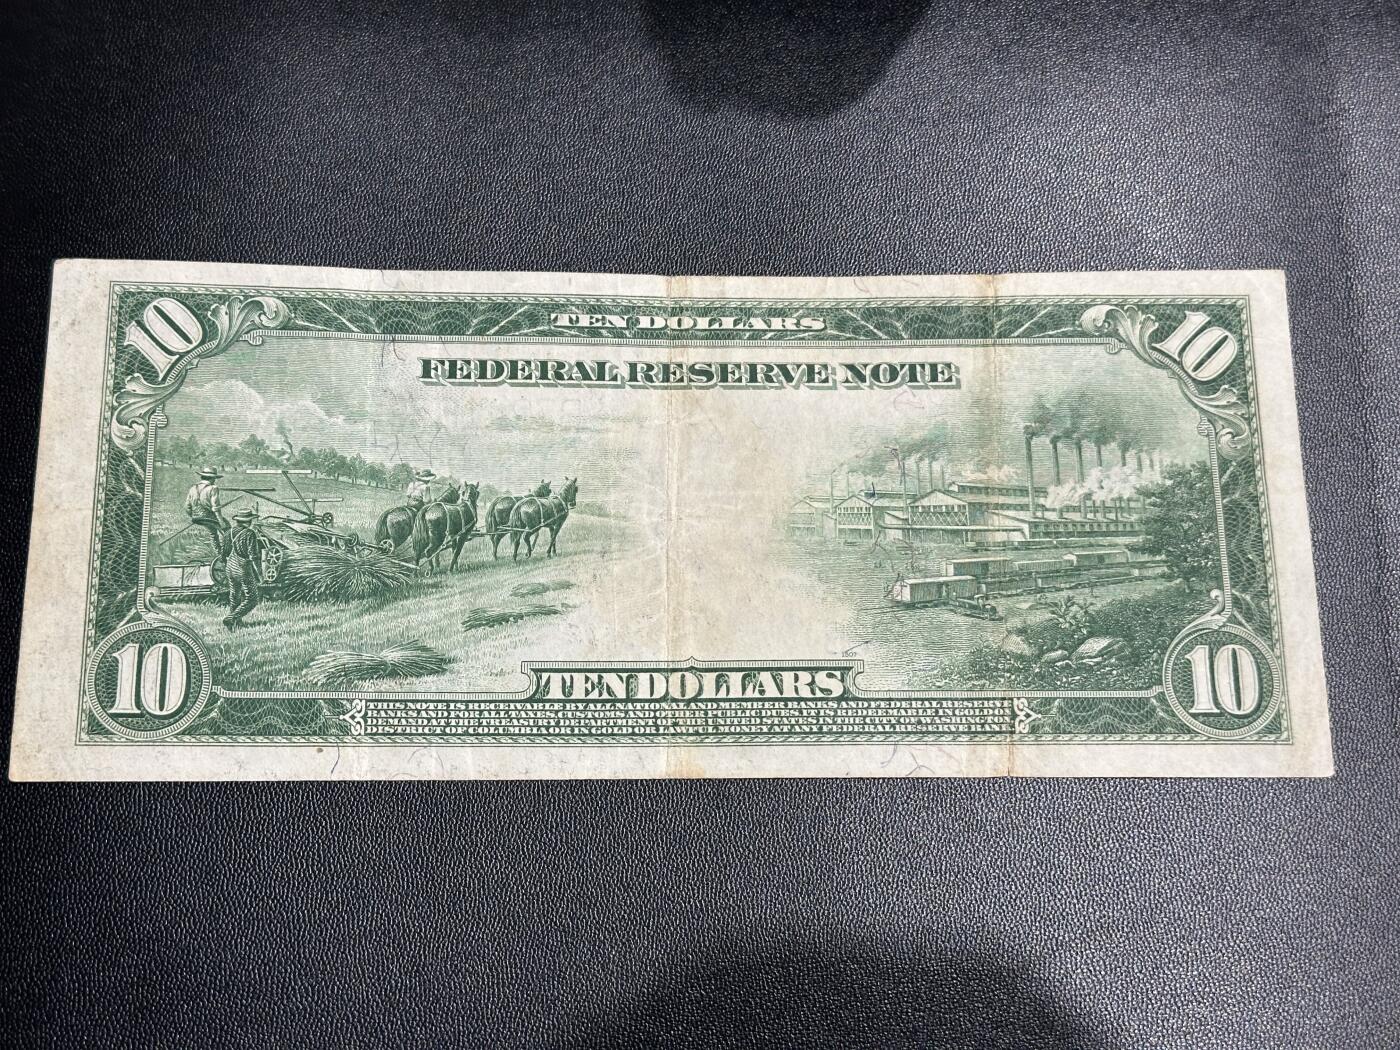 10 TEN DOLLARS 10
FEDERAL RESERVE NOTE
1507
10 TEN DOLLARS 10
THIS NOTE IS RECEIVABLE BY ALL NATIONAL AND MEMBER BANKS AND FEDERAL RESERVE
BANKS AND FOR ALL TAXES, CUSTOMS AND OTHER PUBLIC DUES. IT IS REDEEMABLE IN GOLD ON
DEMAND AT THE TREASURY DEPARTMENT OF THE UNITED STATES IN THE CITY OF WASHINGTON
DISTRICT OF COLUMBIA OR IN GOLD OR LAWFUL MONEY AT ANY FEDERAL RESERVE BANK